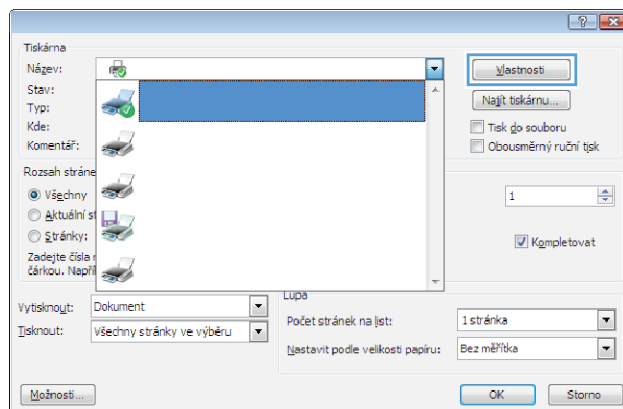 Tiskárna
Název:
Vlastnosti
Stav:
Najít tiskárnu...
Typ:
Kde:
Tisk do souboru
Komentář:
Obousměrný ruční tisk
Rozsah stráne
Všechny
1
Aktuální st
Stránky:
Kompletovat
Zadejte čísla r
čárkou. Např
Lupa
Vytisknout: Dokument
Počet stránek na list: 1 stránka
Tisknout: Všechny stránky ve výběru
Nastavit podle velikosti papíru: Bez měřítka
Možnosti... OK Storno